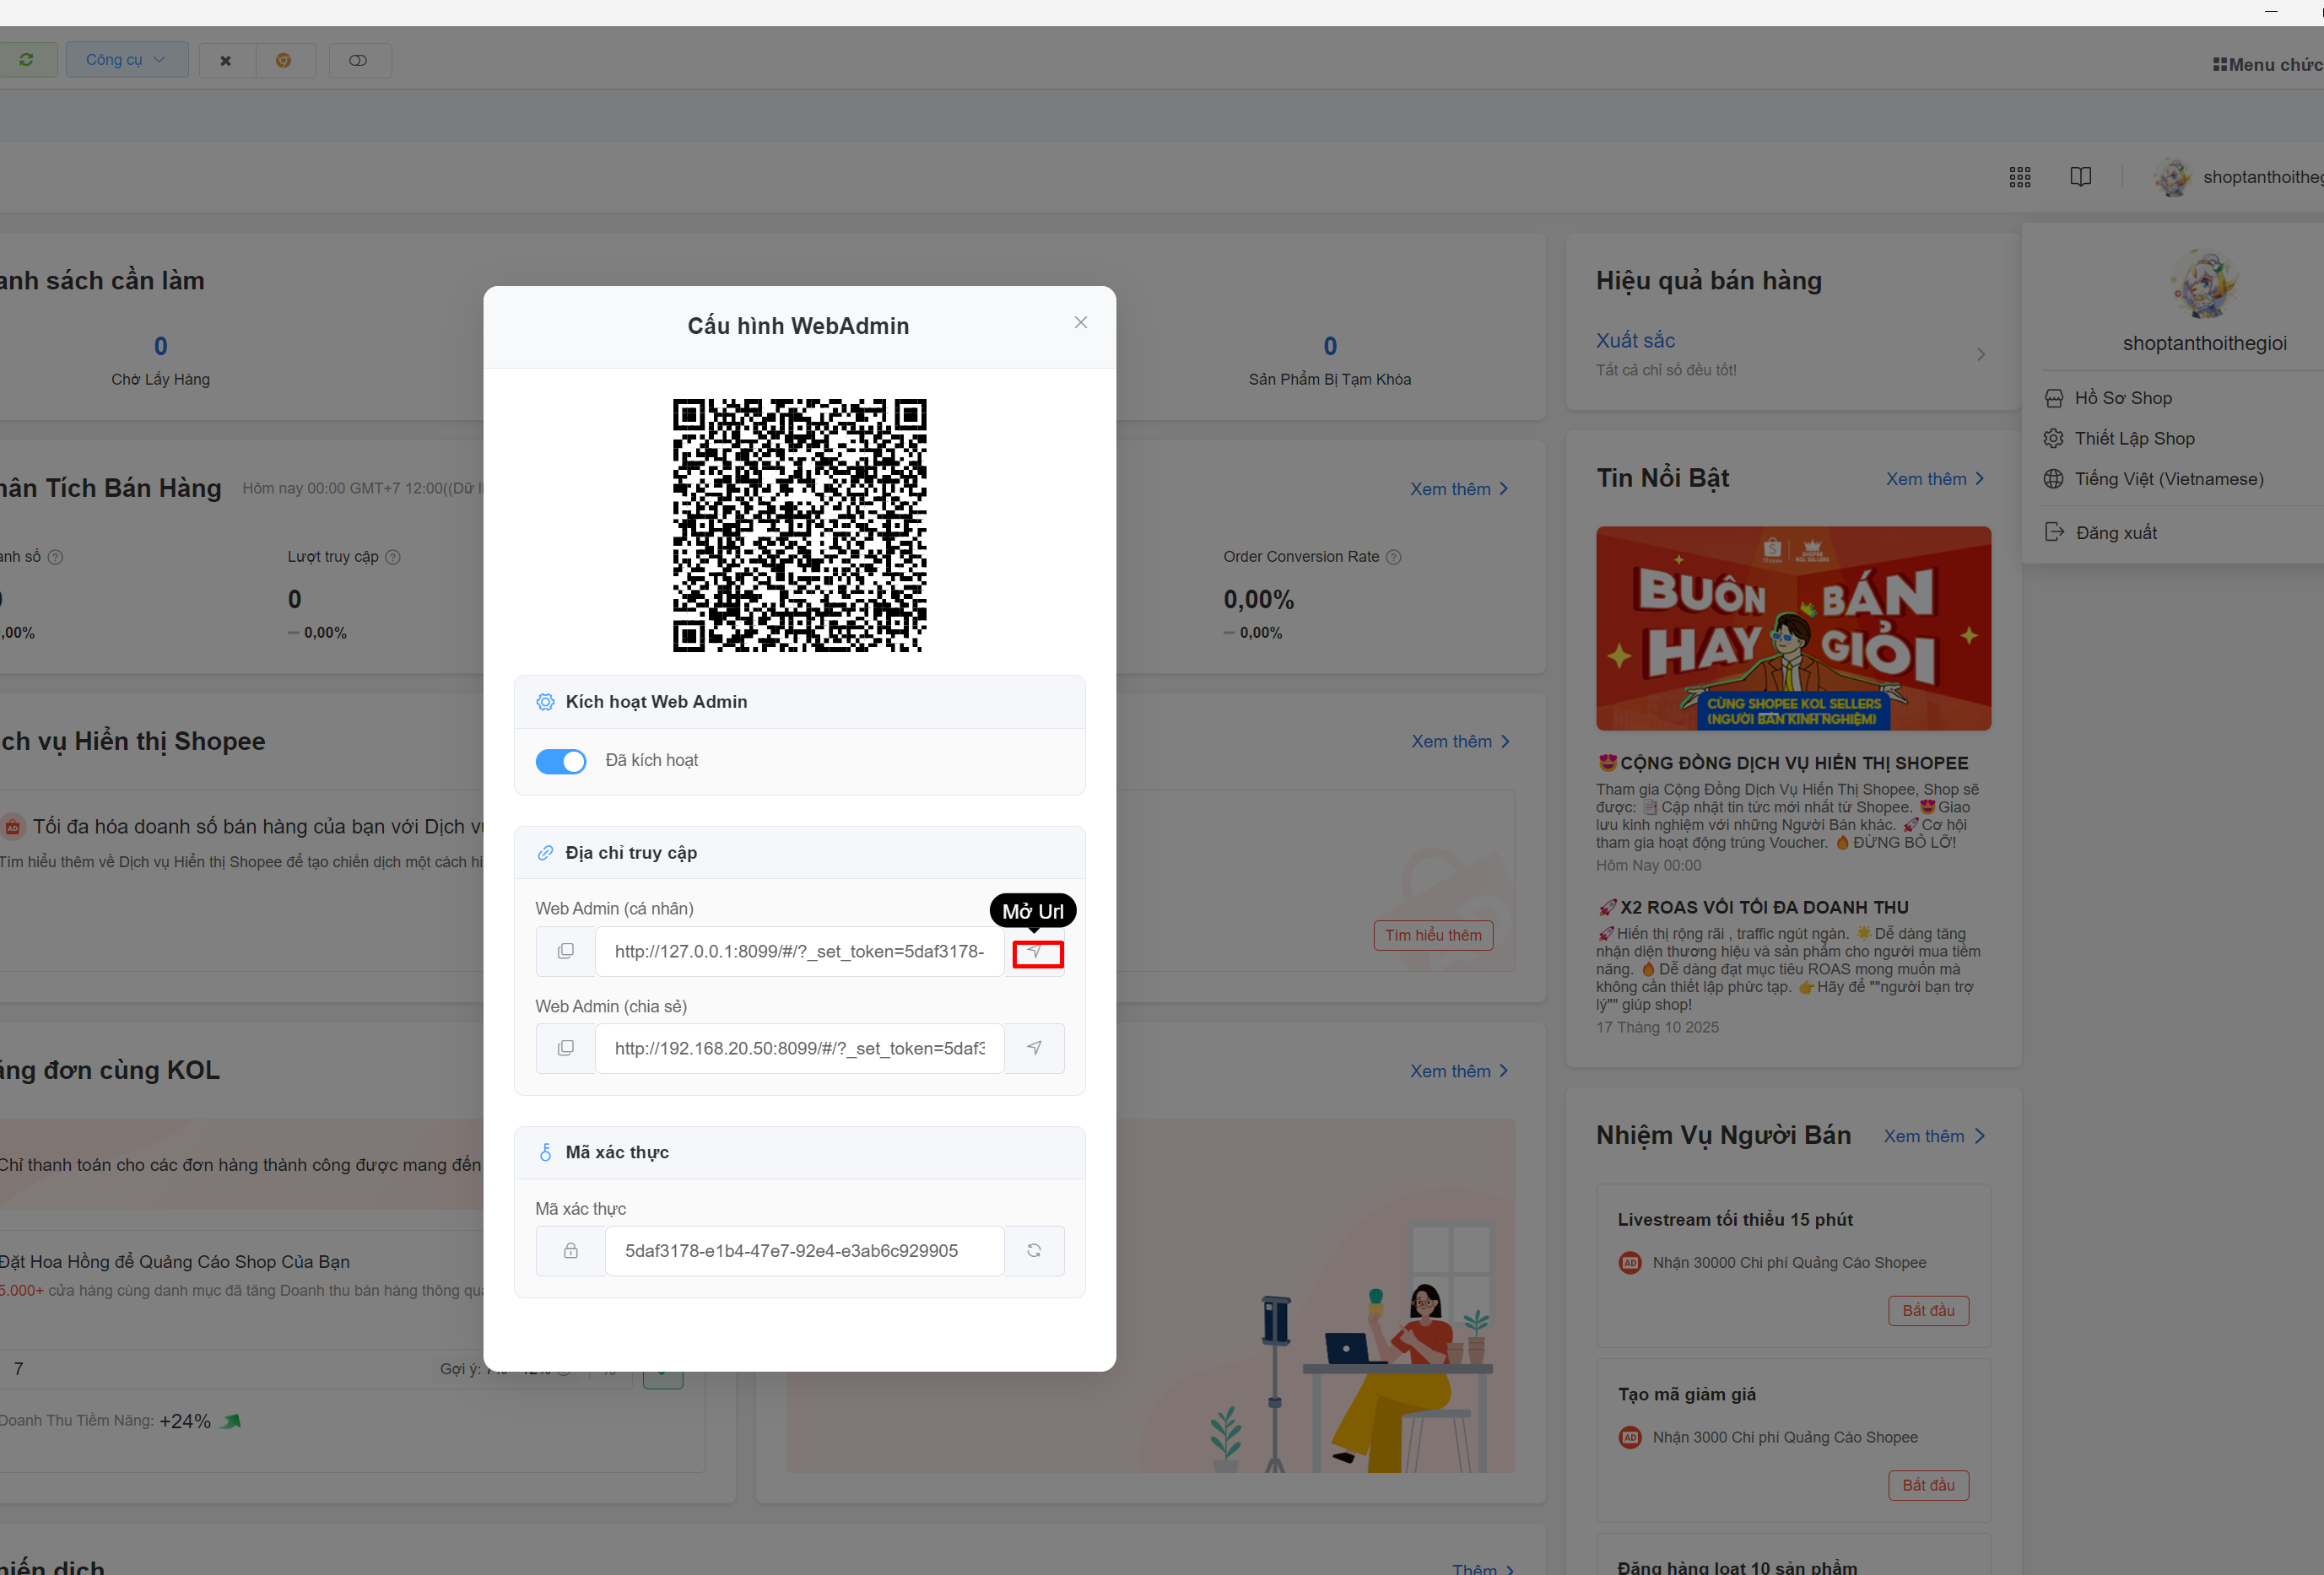 Công cụ
Menu chức
shoptanthoitheg
anh sách cần làm
0
Chờ Lấy Hàng
0
Sản Phẩm Bị Tạm Khóa
Hiệu quả bán hàng
Xuất sắc
Tất cả chỉ số đều tốt!
shoptanthoithegioi
Hồ Sơ Shop
Thiết Lập Shop
Tiếng Việt (Vietnamese)
Đăng xuất
Cấu hình WebAdmin
Kích hoạt Web Admin
Đã kích hoạt
Địa chỉ truy cập
Web Admin (cá nhân)
Mở Url
http://127.0.0.1:8099/#/?_set_token=5daf3178-
Web Admin (chia sẻ)
http://192.168.20.50:8099/#/?_set_token=5daf3
Mã xác thực
Mã xác thực
5daf3178-e1b4-47e7-92e4-e3ab6c929905
hân Tích Bán Hàng
Hôm nay 00:00 GMT+7 12:00((Dữ li
Xem thêm
anh số
Lượt truy cập
0
,00%
0,00%
Order Conversion Rate
0,00%
0,00%
ch vụ Hiển thị Shopee
Xem thêm
Tối đa hóa doanh số bán hàng của bạn với Dịch v
Tìm hiểu thêm về Dịch vụ Hiển thị Shopee để tạo chiến dịch một cách hi
Tìm hiểu thêm
ăng đơn cùng KOL
Xem thêm
Chỉ thanh toán cho các đơn hàng thành công được mang đến
Đặt Hoa Hồng để Quảng Cáo Shop Của Bạn
5.000+ cửa hàng cùng danh mục đã tăng Doanh thu bán hàng thông qu
7
Gợi ý:
Doanh Thu Tiềm Năng: +24%
hiến dịch
Thêm
Tin Nổi Bật
Xem thêm
Shopee
SHOPEE
KOL SELLERS
BUÔN BÁN
HAY GIỎI
CÙNG SHOPEE KOL SELLERS
(NGƯỜI BÁN KINH NGHIỆM)
CỘNG ĐỒNG DỊCH VỤ HIỂN THỊ SHOPEE
Tham gia Cộng Đồng Dịch Vụ Hiển Thị Shopee, Shop sẽ
được: 📑Cập nhật tin tức mới nhất từ Shopee. 😍Giao
lưu kinh nghiệm với những Người Bán khác. 🚀Cơ hội
tham gia hoạt động trúng Voucher. 🔥ĐỪNG BỎ LỠ!
Hôm Nay 00:00
🚀X2 ROAS VỚI TỐI ĐA DOANH THU
🚀Hiển thị rộng rãi , traffic ngút ngàn. 🌟Dễ dàng tăng
nhận diện thương hiệu và sản phẩm cho người mua tiềm
năng. 🔥Dễ dàng đạt mục tiêu ROAS mong muốn mà
không cần thiết lập phức tạp. 👉Hãy để ""người bạn trợ
lý"" giúp shop!
17 Tháng 10 2025
Nhiệm Vụ Người Bán
Xem thêm
Livestream tối thiểu 15 phút
AD Nhận 30000 Chi phí Quảng Cáo Shopee
Bắt đầu
Tạo mã giảm giá
AD Nhận 3000 Chi phí Quảng Cáo Shopee
Bắt đầu
Đăng hàng loạt 10 sản phẩm